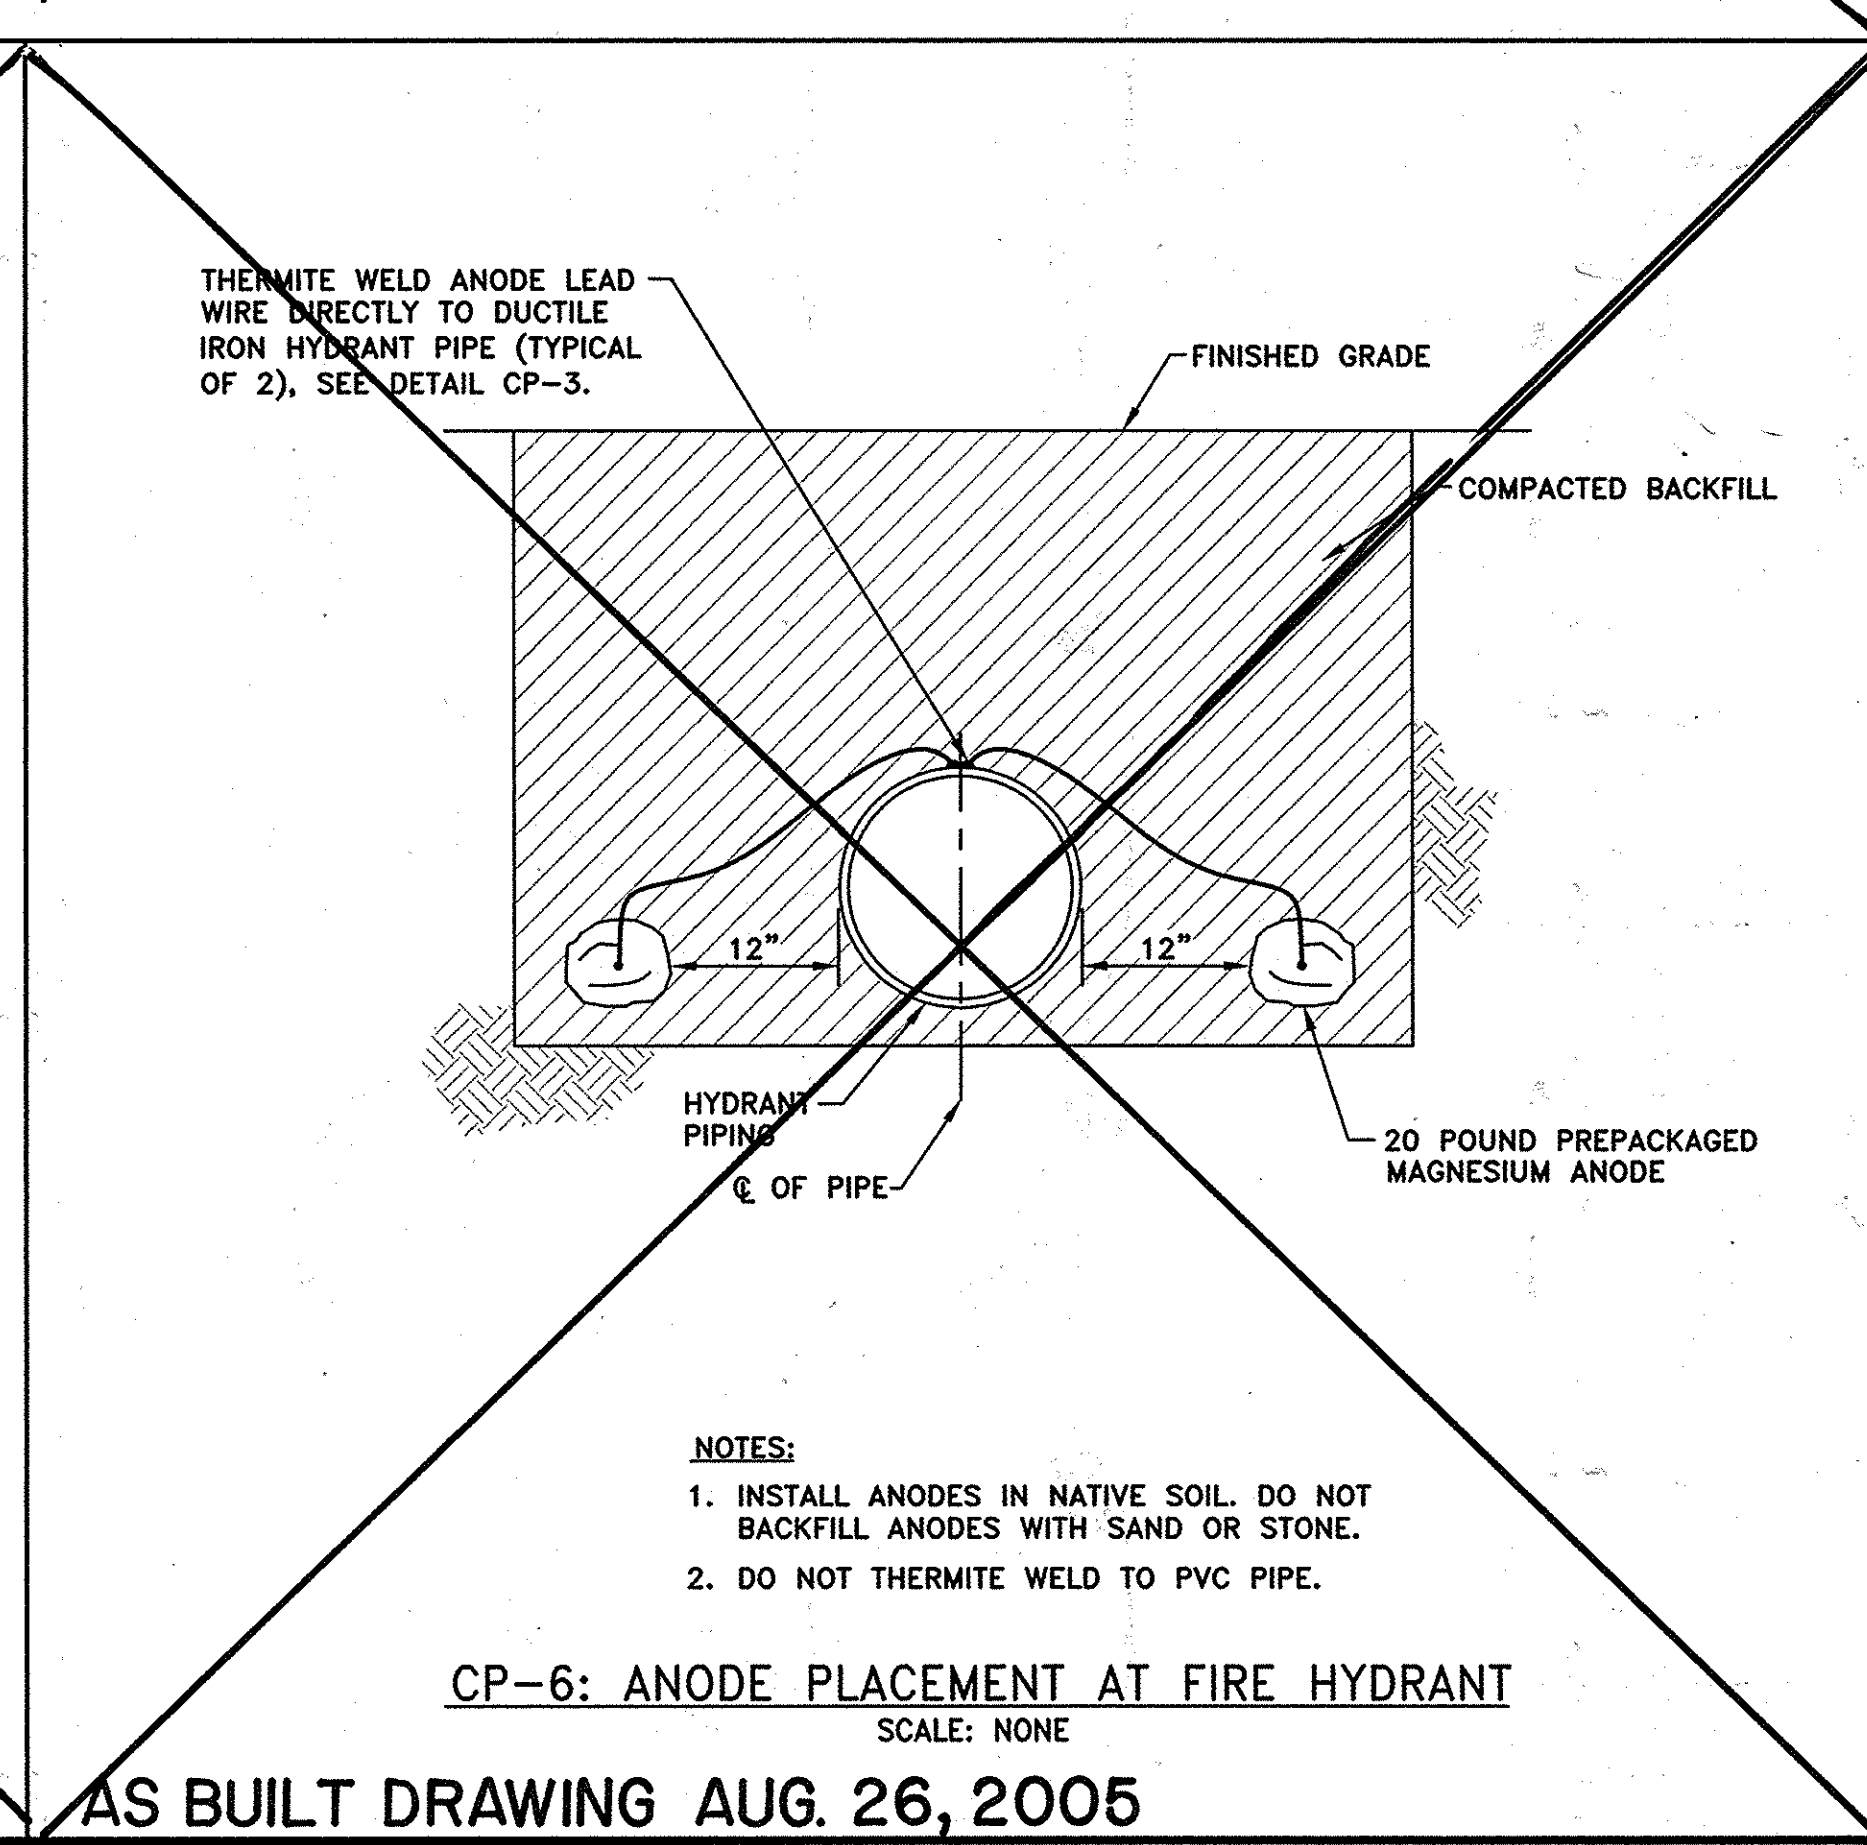 THERMITE WELD ANODE LEAD
WIRE DIRECTLY TO DUCTILE
IRON HYDRANT PIPE (TYPICAL
OF 2), SEE DETAIL CP-3.
FINISHED GRADE
COMPACTED BACKFILL
12"
12"
HYDRANT
PIPING
℄ OF PIPE
20 POUND PREPACKAGED
MAGNESIUM ANODE
NOTES:
1. INSTALL ANODES IN NATIVE SOIL. DO NOT
BACKFILL ANODES WITH SAND OR STONE.
2. DO NOT THERMITE WELD TO PVC PIPE.
CP-6: ANODE PLACEMENT AT FIRE HYDRANT
SCALE: NONE
AS BUILT DRAWING AUG. 26, 2005